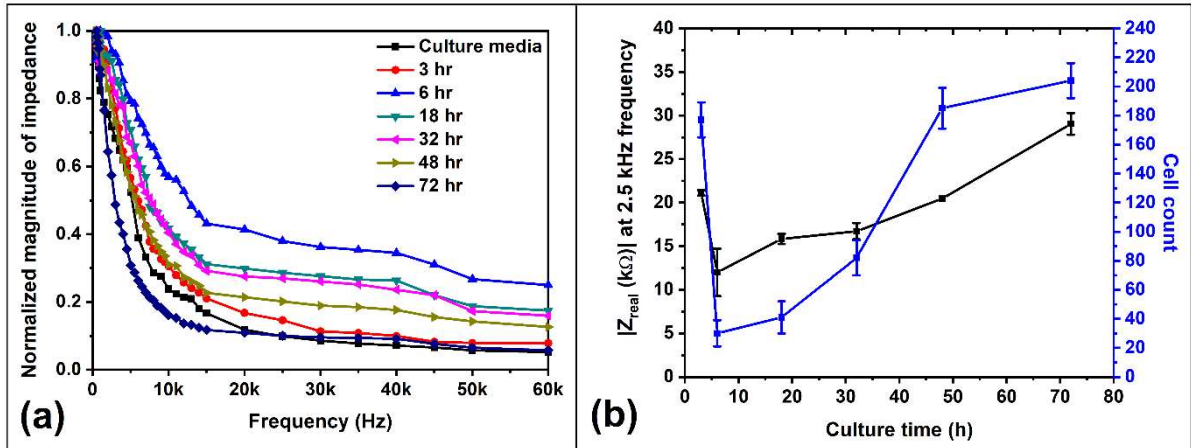 Normalized magnitude of impedance
1.0
0.8
0.6
0.4
0.2
0.0
0
10k
20k
30k
40k
50k
60k
Frequency (Hz)
Culture media
3 hr
6 hr
18 hr
32 hr
48 hr
72 hr
(a)
|Z_real (kΩ)| at 2.5 kHz frequency
40
35
30
25
20
15
10
5
0
0
10
20
30
40
50
60
70
80
Culture time (h)
240
220
200
180
160
140
120
100
80
60
40
20
0
Cell count
(b)